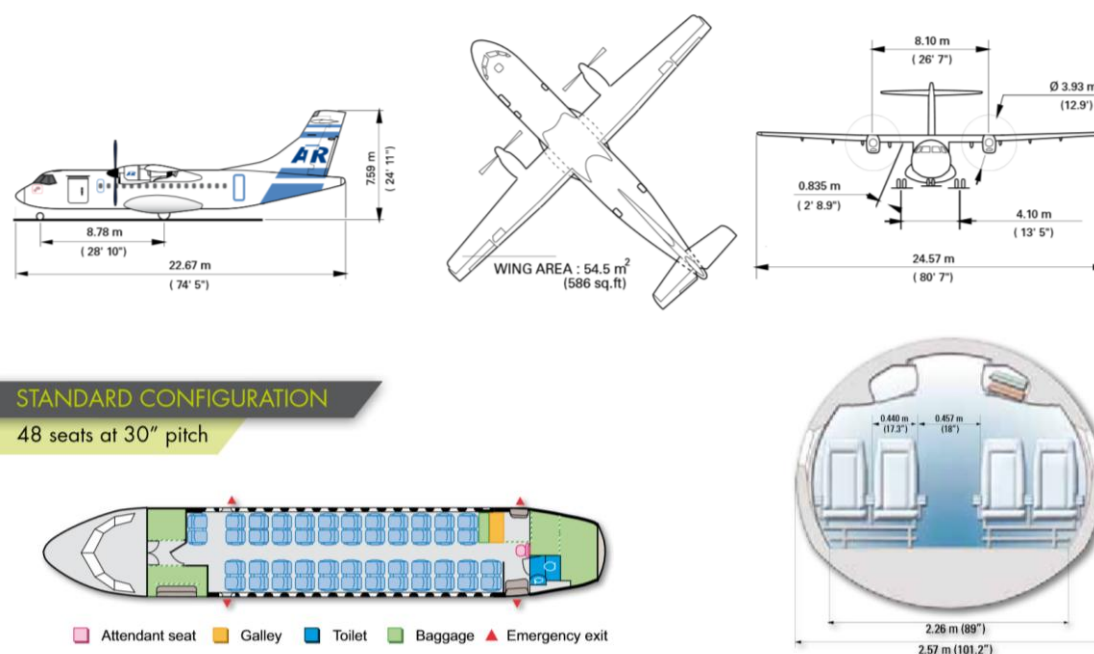 8.10 m
( 26' 7")
Ø 3.93 m
(12.9')
ATR
ATR
7.59 m
( 24' 11")
0.835 m
( 2' 8.9")
4.10 m
( 13' 5")
8.78 m
( 28' 10")
22.67 m
( 74' 5")
WING AREA : 54.5 m²
(586 sq.ft)
24.57 m
( 80' 7")
STANDARD CONFIGURATION
48 seats at 30" pitch
0.440 m
(17.3")
0.457 m
(18")
Attendant seat Galley Toilet Baggage Emergency exit
2.26 m (89")
2.57 m (101.2")